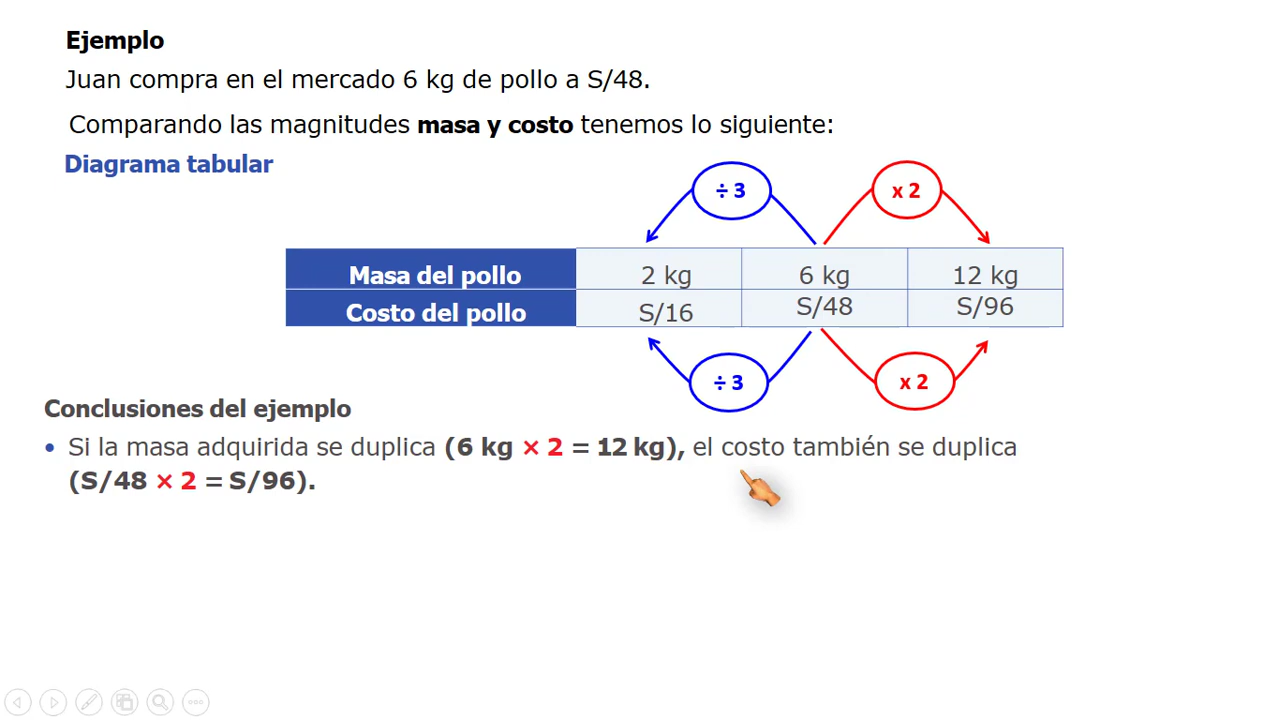 Ejemplo
Juan compra en el mercado 6 kg de pollo a S/48.
Comparando las magnitudes masa y costo tenemos lo siguiente:
Diagrama tabular
÷ 3
x 2
Masa del pollo 2 kg 6 kg 12 kg
Costo del pollo S/16 S/48 S/96
÷ 3
x 2
Conclusiones del ejemplo
• Si la masa adquirida se duplica (6 kg × 2 = 12 kg), el costo también se duplica
(S/48 × 2 = S/96).